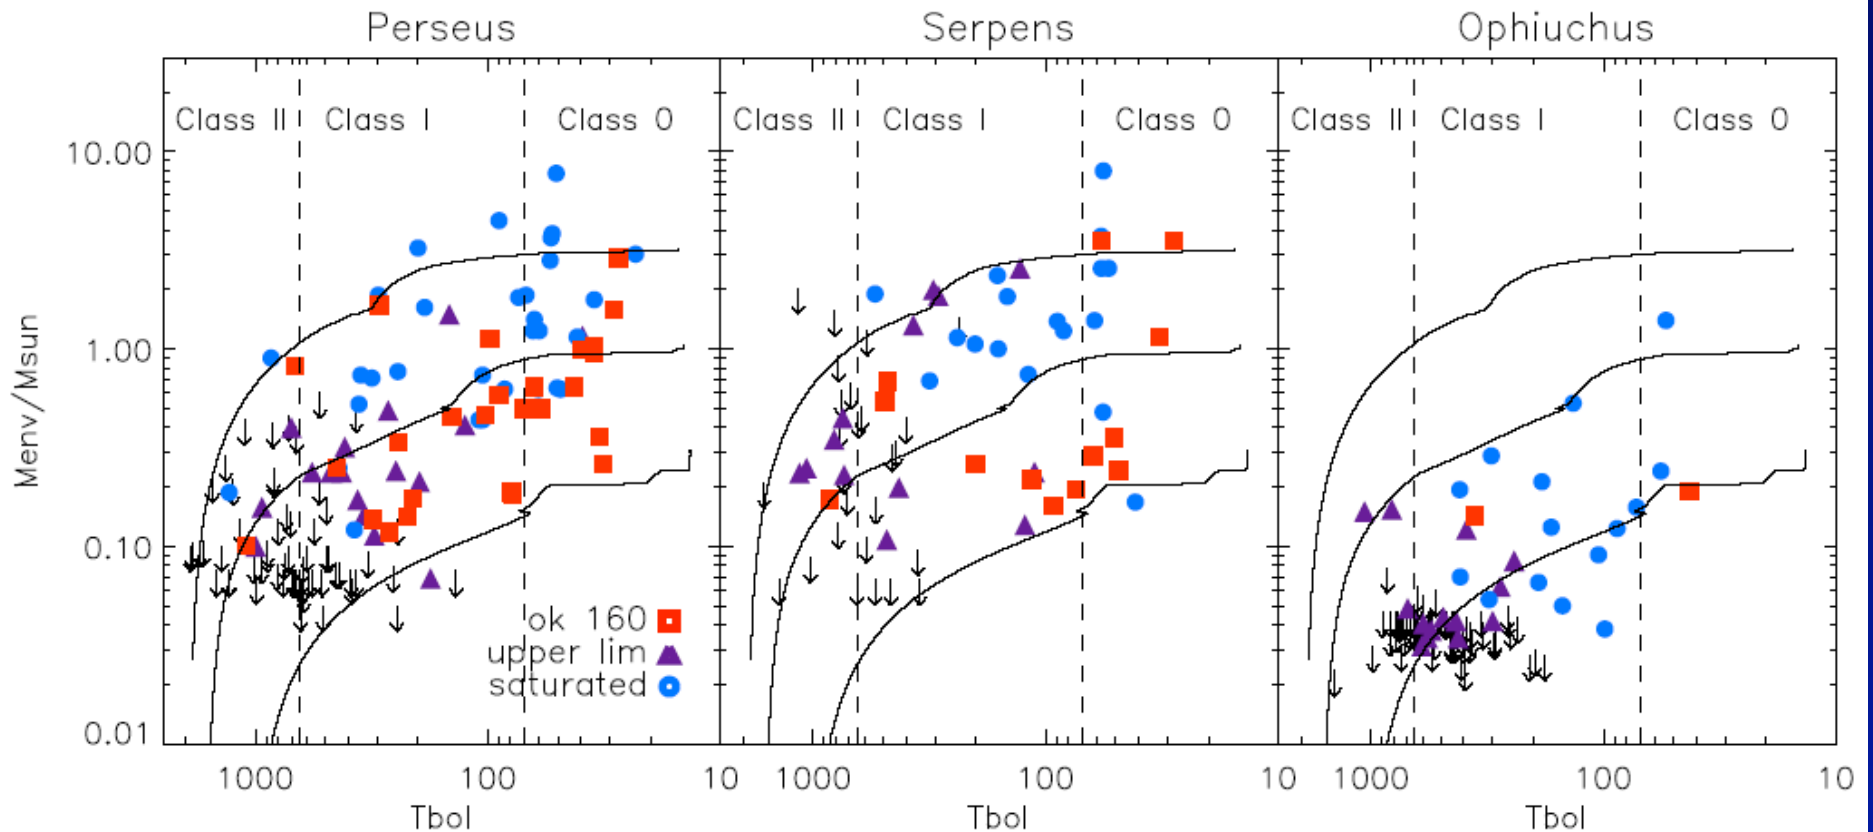 Perseus Serpens Ophiuchus
Class II Class I Class 0 Class II Class I Class 0 Class II Class I Class 0
10.00
1.00
0.10
0.01
Menv/Msun
ok 160
upper lim
saturated
1000 100 10 1000 100 10 1000 100 10
Tbol Tbol Tbol